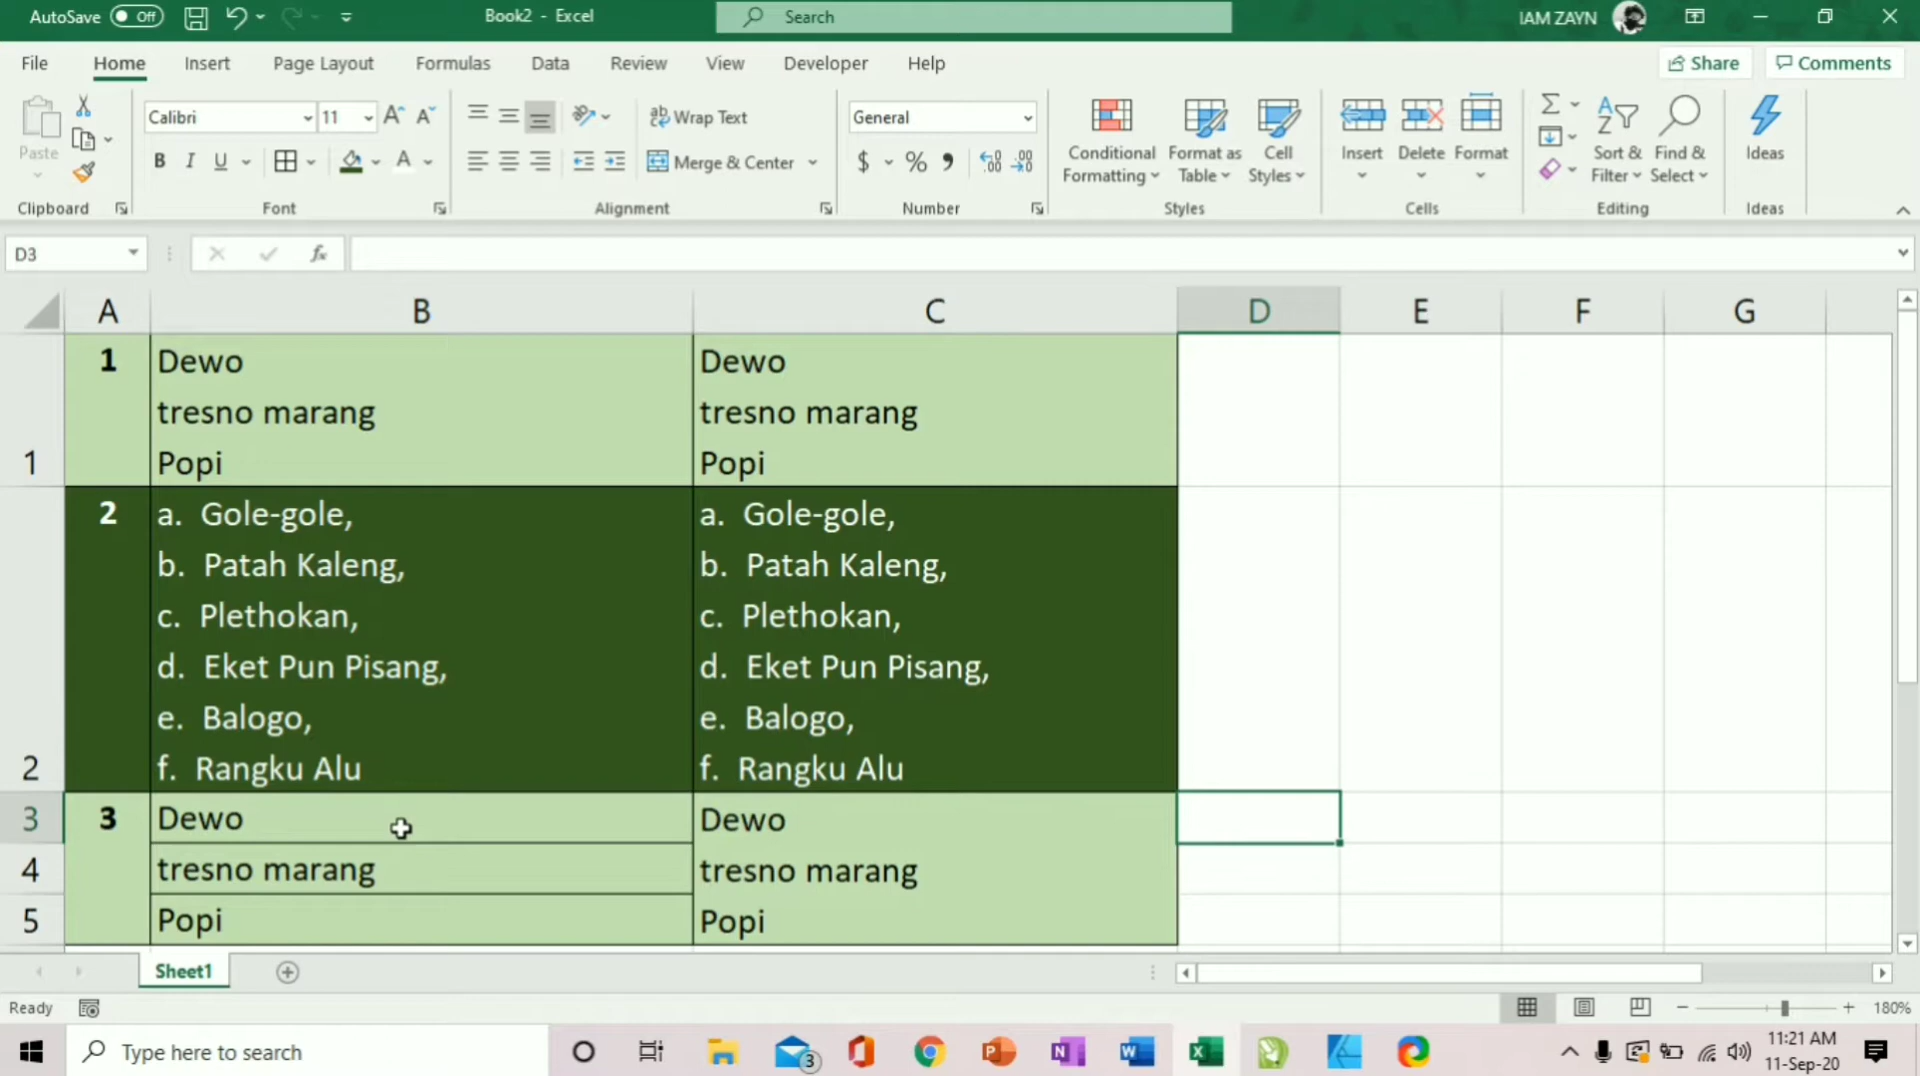 AutoSave Off
Book2 - Excel
Search
IAM ZAYN
File Home Insert Page Layout Formulas Data Review View Developer Help
Share Comments
Paste
Calibri 11
B I U A
Wrap Text
Merge & Center
General
$ %
Conditional Formatting
Format as Table
Cell Styles
Insert Delete Format
Sort & Filter
Find & Select
Ideas
Clipboard Font Alignment Number Styles Cells Editing Ideas
D3 fx
A B C D E F G
1 1 Dewo Dewo
tresno marang tresno marang
Popi Popi
2 2 a. Gole-gole, a. Gole-gole,
b. Patah Kaleng, b. Patah Kaleng,
c. Plethokan, c. Plethokan,
d. Eket Pun Pisang, d. Eket Pun Pisang,
e. Balogo, e. Balogo,
f. Rangku Alu f. Rangku Alu
3 3 Dewo Dewo
4 tresno marang tresno marang
5 Popi Popi
Sheet1
Ready
180%
Type here to search
3
11:21 AM
11-Sep-20